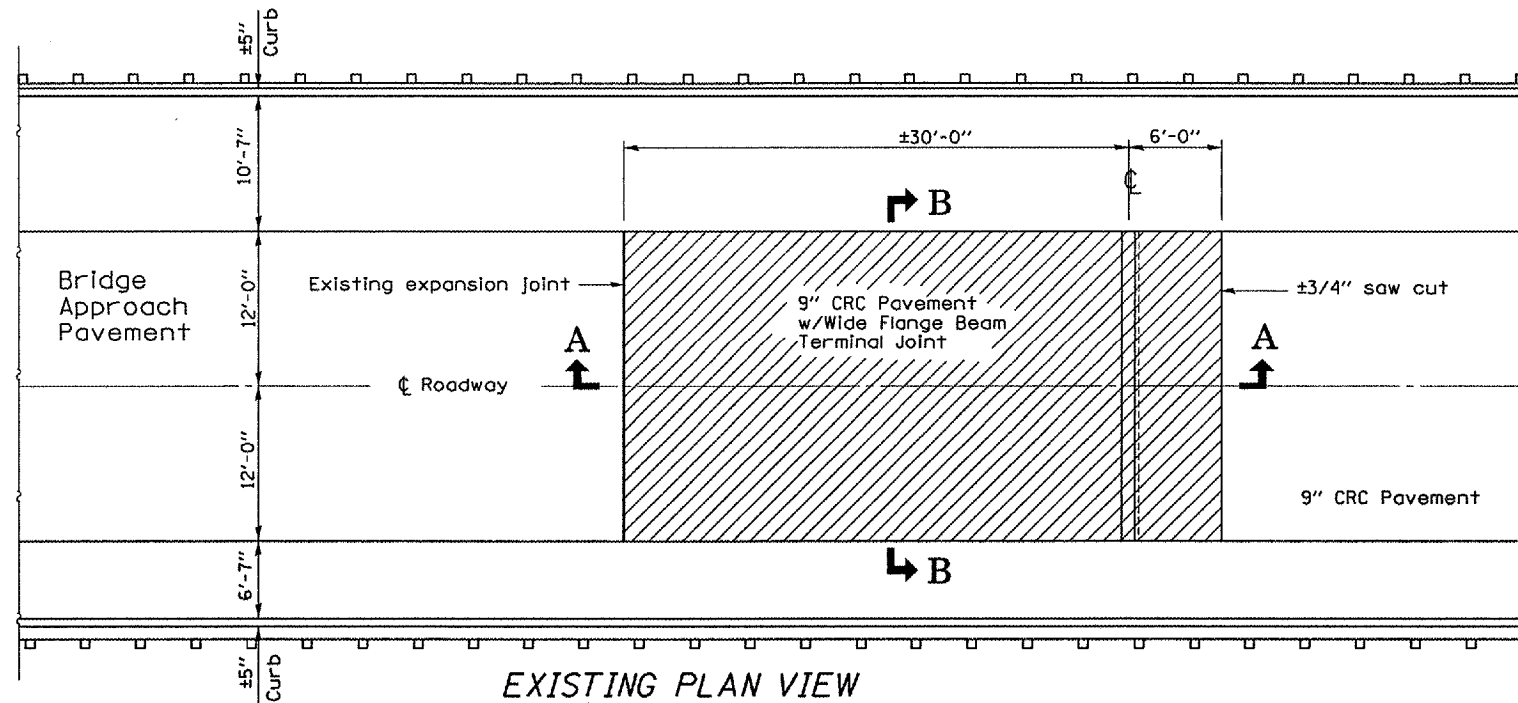 ±5"
Curb
10'-7"
±30'-0"
6'-0"
℄
B
Bridge
Approach
Pavement
12'-0"
Existing expansion joint
9" CRC Pavement
w/Wide Flange Beam
Terminal Joint
±3/4" saw cut
A
A
℄ Roadway
12'-0"
9" CRC Pavement
B
6'-7"
±5"
Curb
EXISTING PLAN VIEW